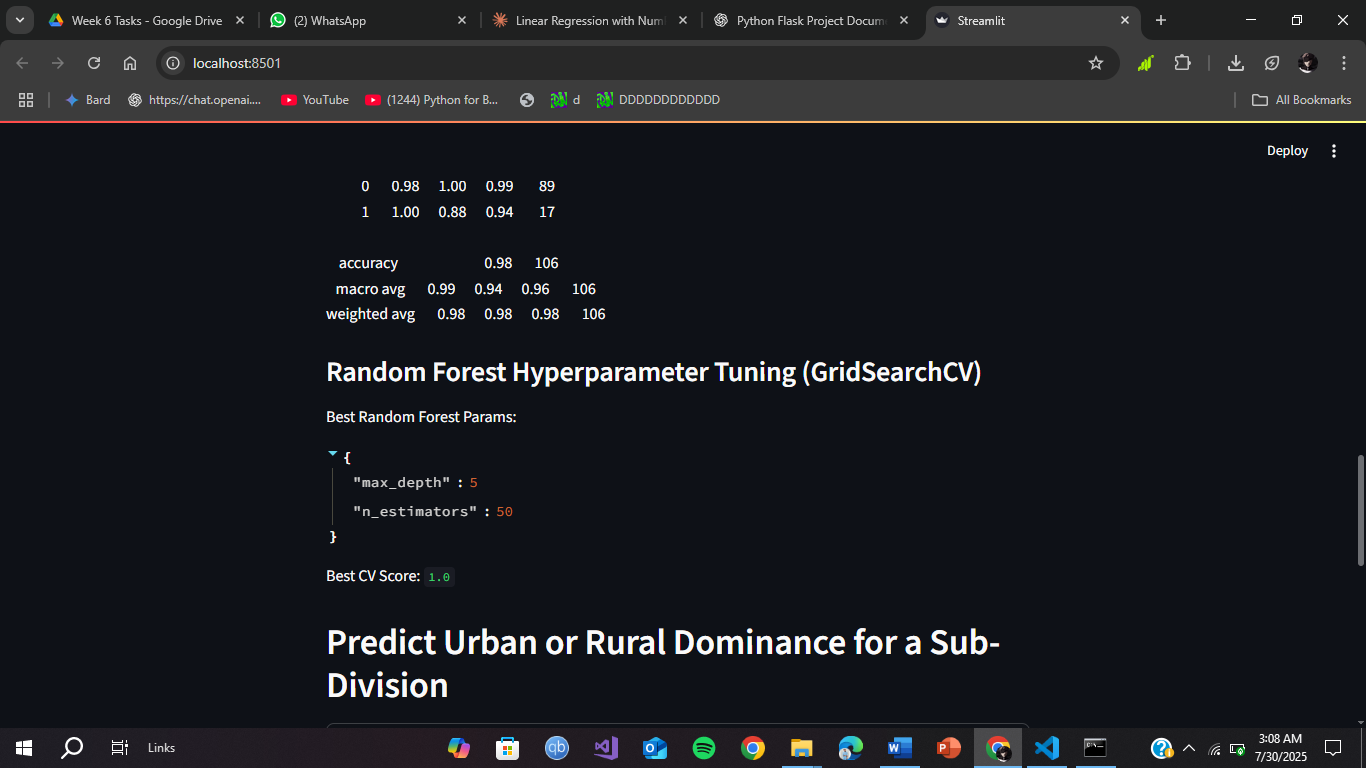 Week 6 Tasks - Google Drive
(2) WhatsApp
Linear Regression with Num
Python Flask Project Docume
Streamlit
localhost:8501
Bard
https://chat.openai....
YouTube
(1244) Python for B...
d
DDDDDDDDDDDD
All Bookmarks
Deploy
0 0.98 1.00 0.99 89
1 1.00 0.88 0.94 17
accuracy 0.98 106
macro avg 0.99 0.94 0.96 106
weighted avg 0.98 0.98 0.98 106
Random Forest Hyperparameter Tuning (GridSearchCV)
Best Random Forest Params:
{
"max_depth" : 5
"n_estimators" : 50
}
Best CV Score: 1.0
Predict Urban or Rural Dominance for a Sub-
Division
Links
qb
3:08 AM
7/30/2025